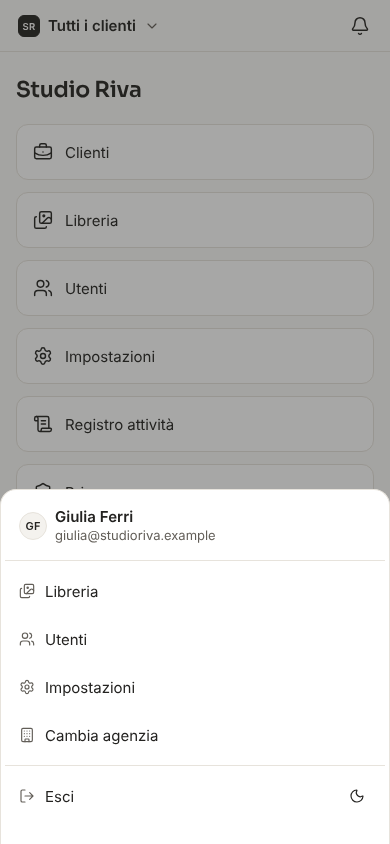 SR Tutti i clienti
Studio Riva
Clienti
Libreria
Utenti
Impostazioni
Registro attività
GF Giulia Ferri
giulia@studioriva.example
Libreria
Utenti
Impostazioni
Cambia agenzia
Esci